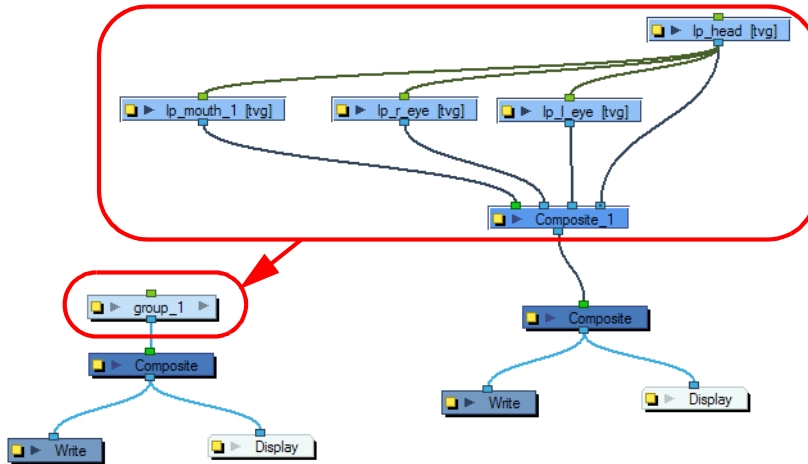 lp_head [tvg]
lp_mouth_1 [tvg]
lp_r_eye [tvg]
lp_l_eye [tvg]
Composite_1
group_1
Composite
Composite
Write
Display
Write
Display